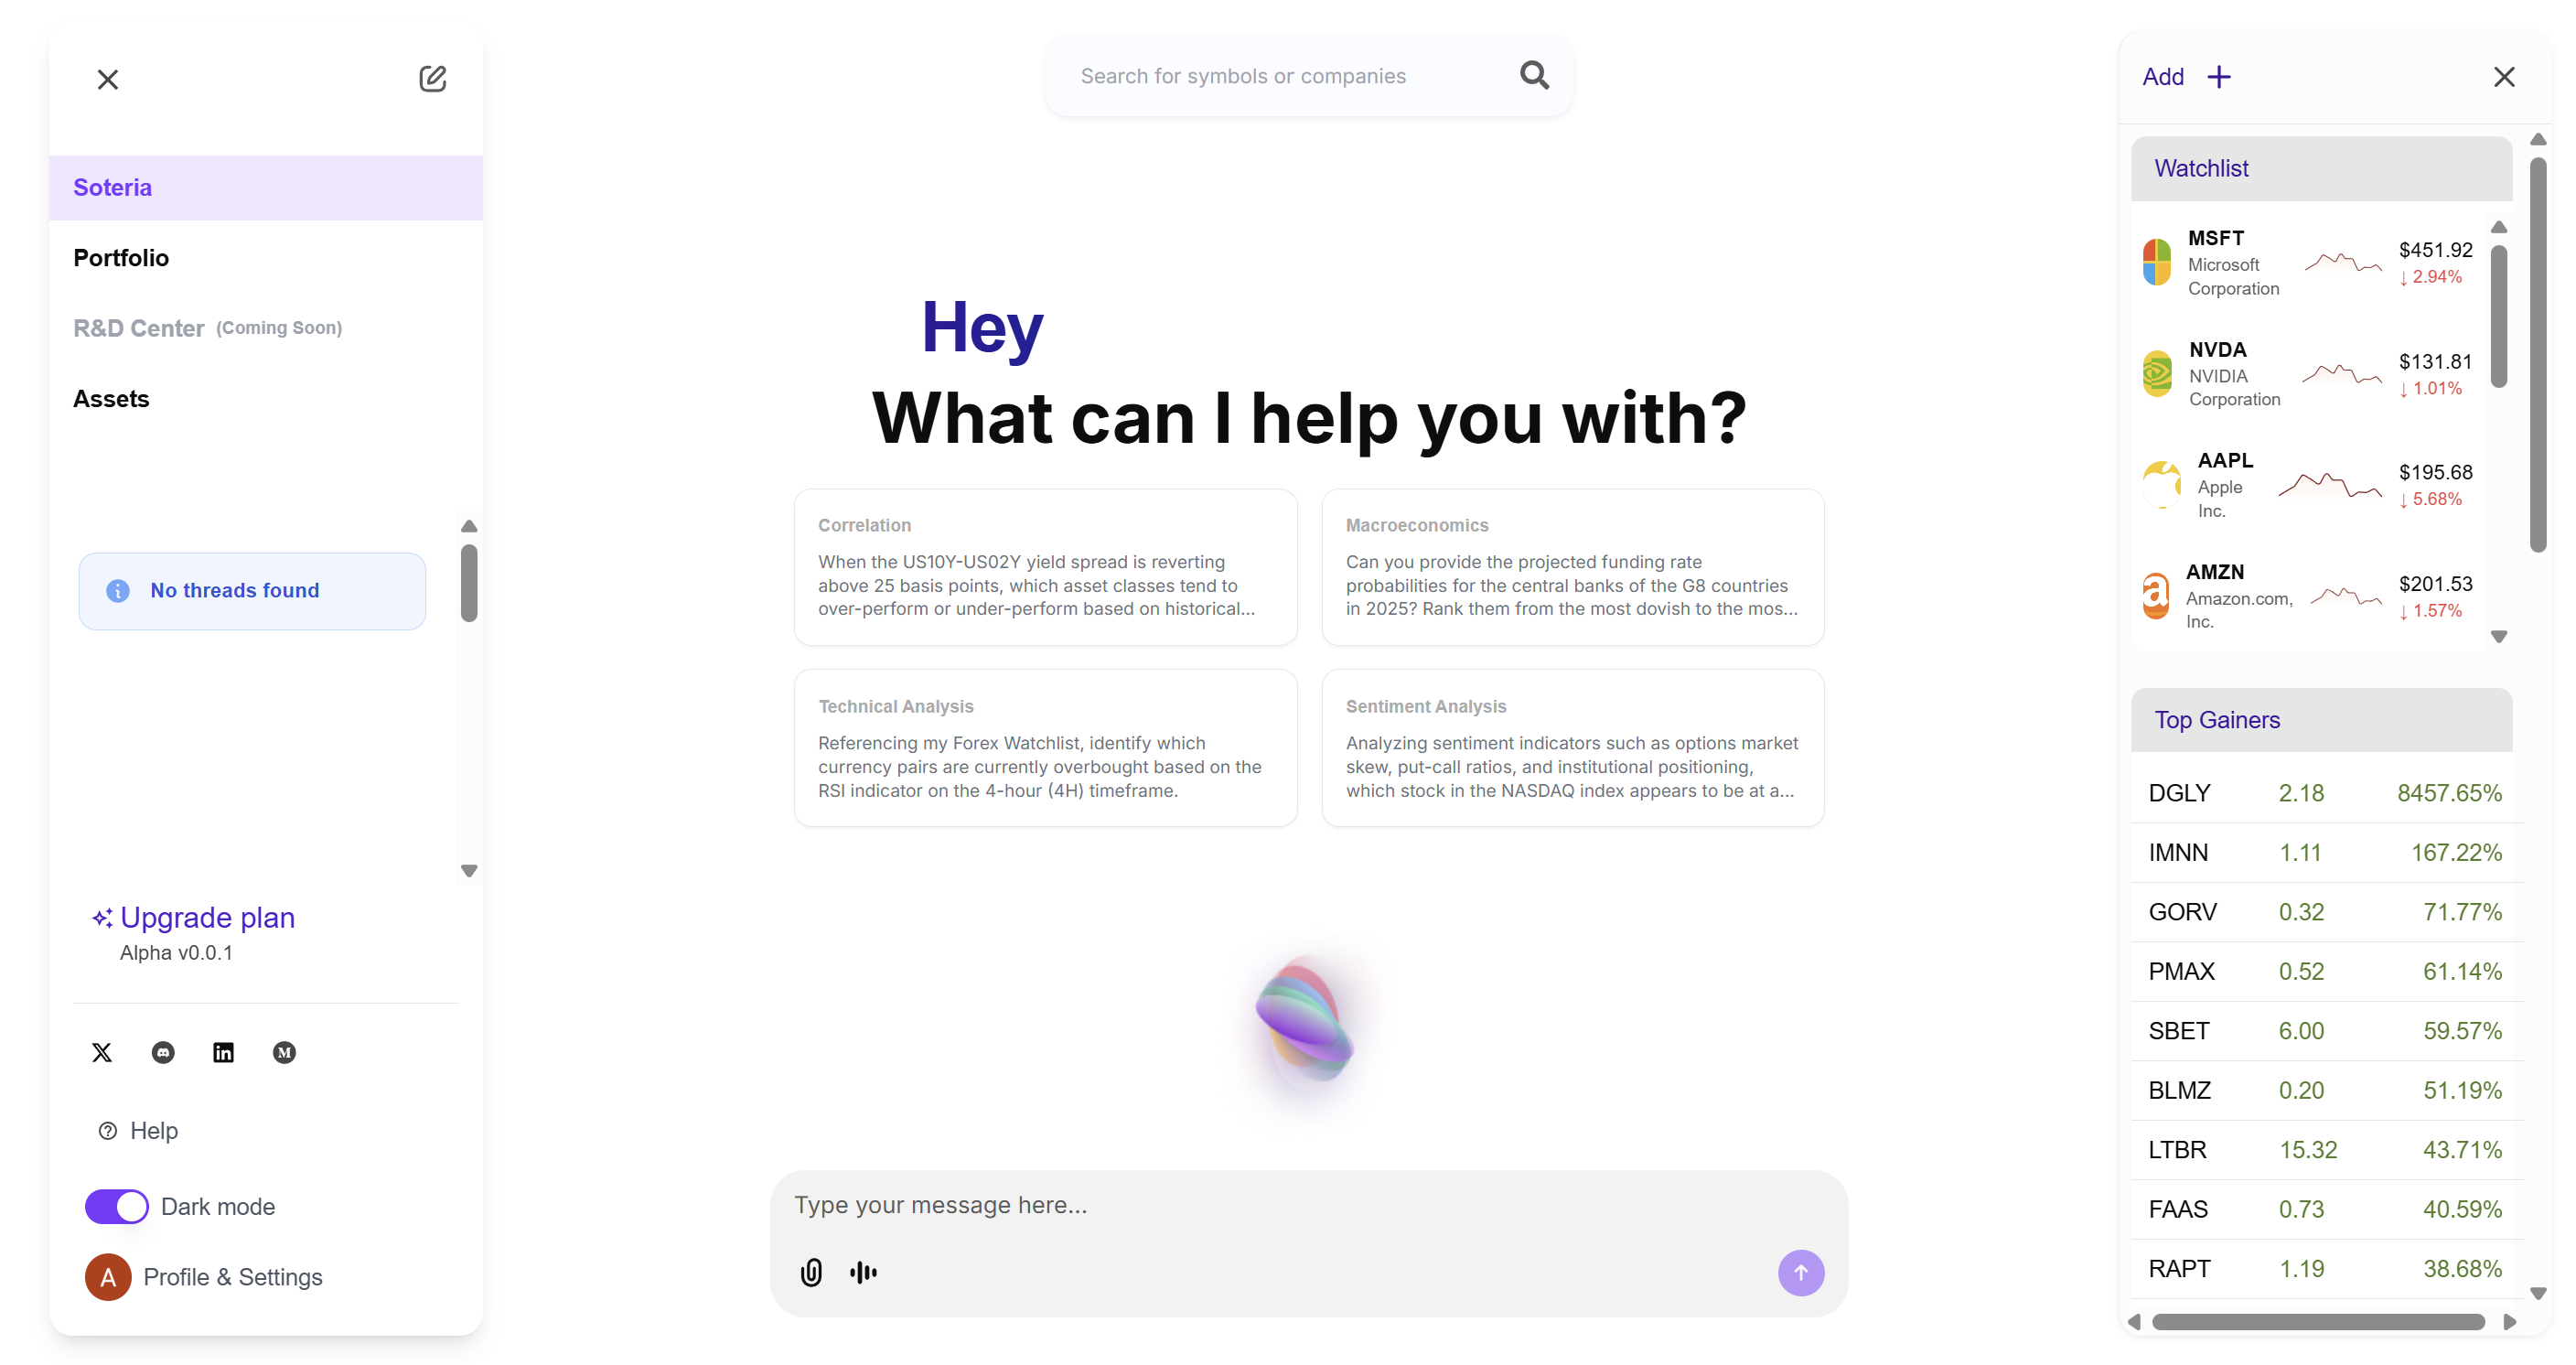 Soteria
Portfolio
R&D Center (Coming Soon)
Assets
No threads found
Upgrade plan
Alpha v0.0.1
Help
Dark mode
A
Profile & Settings
Search for symbols or companies
Hey
What can I help you with?
Correlation
When the US10Y-US02Y yield spread is reverting
above 25 basis points, which asset classes tend to
over-perform or under-perform based on historical...
Macroeconomics
Can you provide the projected funding rate
probabilities for the central banks of the G8 countries
in 2025? Rank them from the most dovish to the mos...
Technical Analysis
Referencing my Forex Watchlist, identify which
currency pairs are currently overbought based on the
RSI indicator on the 4-hour (4H) timeframe.
Sentiment Analysis
Analyzing sentiment indicators such as options market
skew, put-call ratios, and institutional positioning,
which stock in the NASDAQ index appears to be at a...
Type your message here...
Add +
Watchlist
MSFT
Microsoft
Corporation
$451.92
↓ 2.94%
NVDA
NVIDIA
Corporation
$131.81
↓ 1.01%
AAPL
Apple
Inc.
$195.68
↓ 5.68%
AMZN
Amazon.com,
Inc.
$201.53
↓ 1.57%
Top Gainers
DGLY 2.18 8457.65%
IMNN 1.11 167.22%
GORV 0.32 71.77%
PMAX 0.52 61.14%
SBET 6.00 59.57%
BLMZ 0.20 51.19%
LTBR 15.32 43.71%
FAAS 0.73 40.59%
RAPT 1.19 38.68%